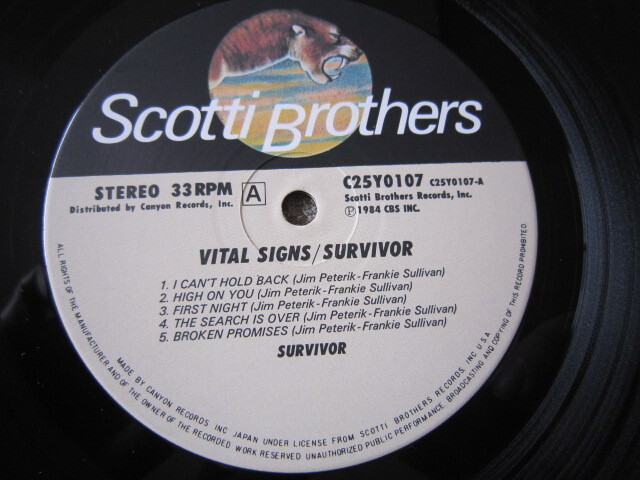 Scotti Brothers
STEREO 33 RPM
Distributed by Canyon Records, Inc.
A
C25Y0107 C25Y0107-A
Scotti Brothers Records, Inc.
Ⓟ1984 CBS INC.
VITAL SIGNS/SURVIVOR
1. I CAN'T HOLD BACK (Jim Peterik-Frankie Sullivan)
2. HIGH ON YOU (Jim Peterik-Frankie Sullivan)
3. FIRST NIGHT (Jim Peterik-Frankie Sullivan)
4. THE SEARCH IS OVER (Jim Peterik-Frankie Sullivan)
5. BROKEN PROMISES (Jim Peterik-Frankie Sullivan)
SURVIVOR
MADE BY CANYON RECORDS INC JAPAN UNDER LICENSE FROM SCOTTI BROTHERS RECORDS, INC U.S.A.
ALL RIGHTS OF THE MANUFACTURER AND OF THE OWNER OF THE RECORDED WORK RESERVED. UNAUTHORIZED PUBLIC PERFORMANCE BROADCASTING AND COPYING OF THIS RECORD PROHIBITED.